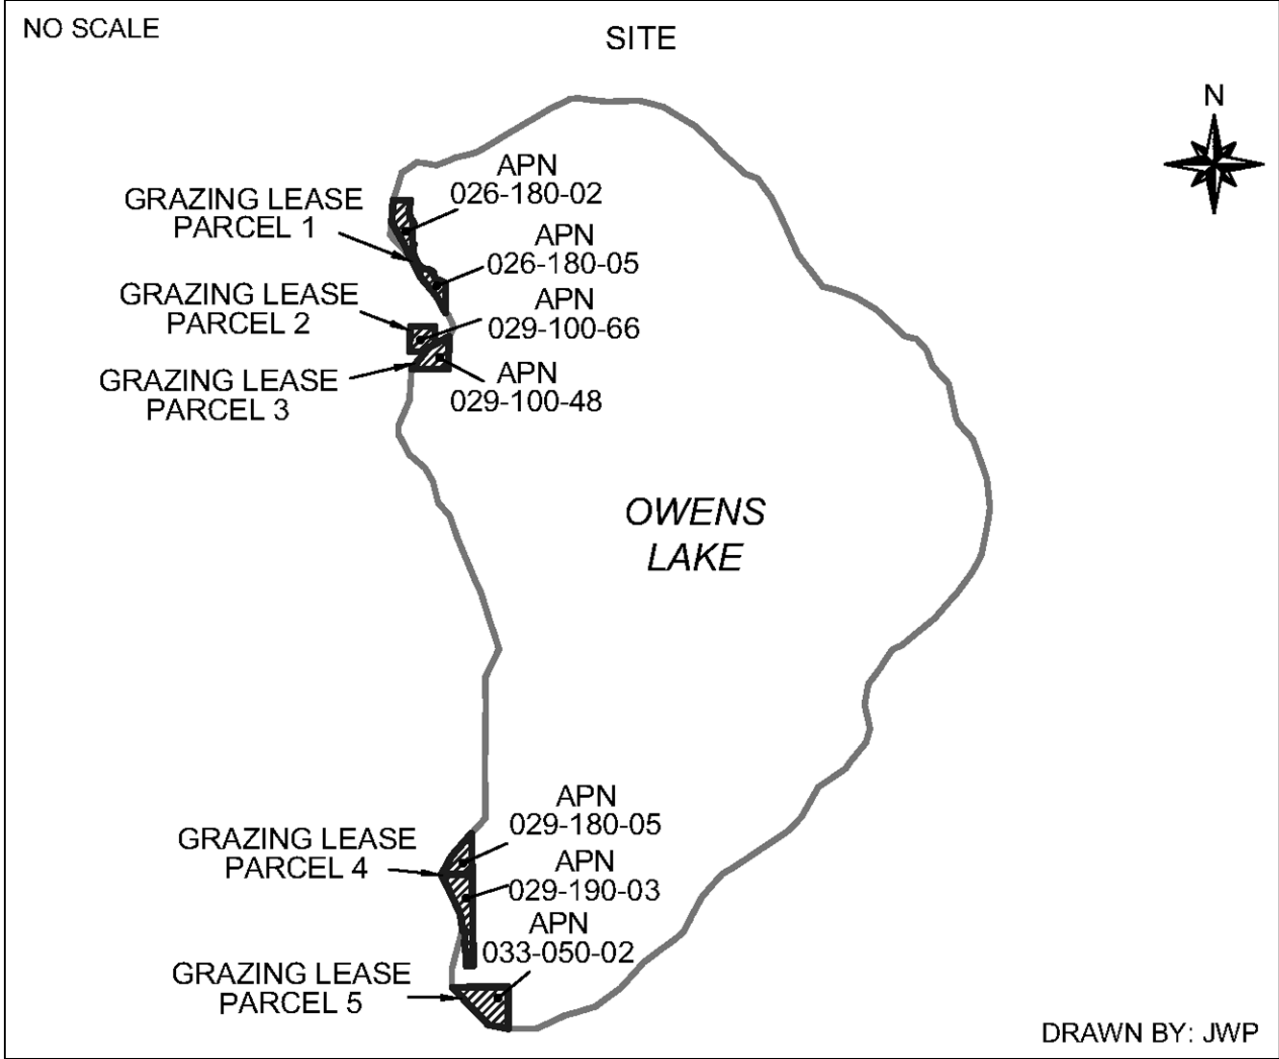 NO SCALE
SITE
N
APN
026-180-02
GRAZING LEASE
PARCEL 1
APN
026-180-05
GRAZING LEASE
PARCEL 2
APN
029-100-66
GRAZING LEASE
PARCEL 3
APN
029-100-48
OWENS
LAKE
APN
029-180-05
GRAZING LEASE
PARCEL 4
APN
029-190-03
APN
033-050-02
GRAZING LEASE
PARCEL 5
DRAWN BY: JWP